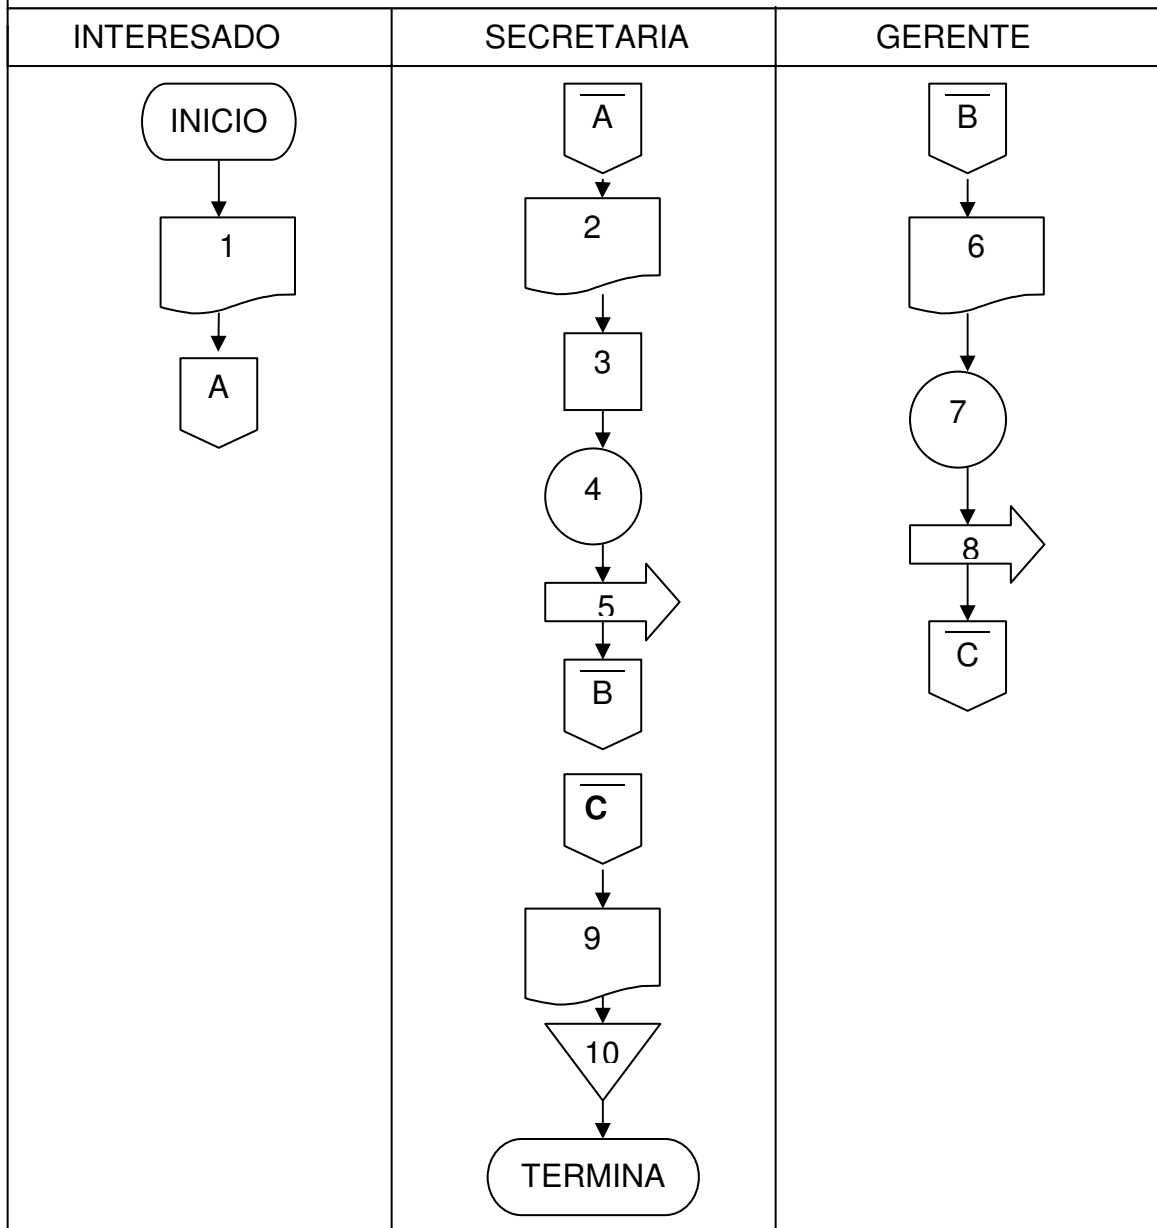 INTERESADO
SECRETARIA
GERENTE
INICIO
1
A
A
2
3
4
5
B
C
9
10
TERMINA
B
6
7
8
C